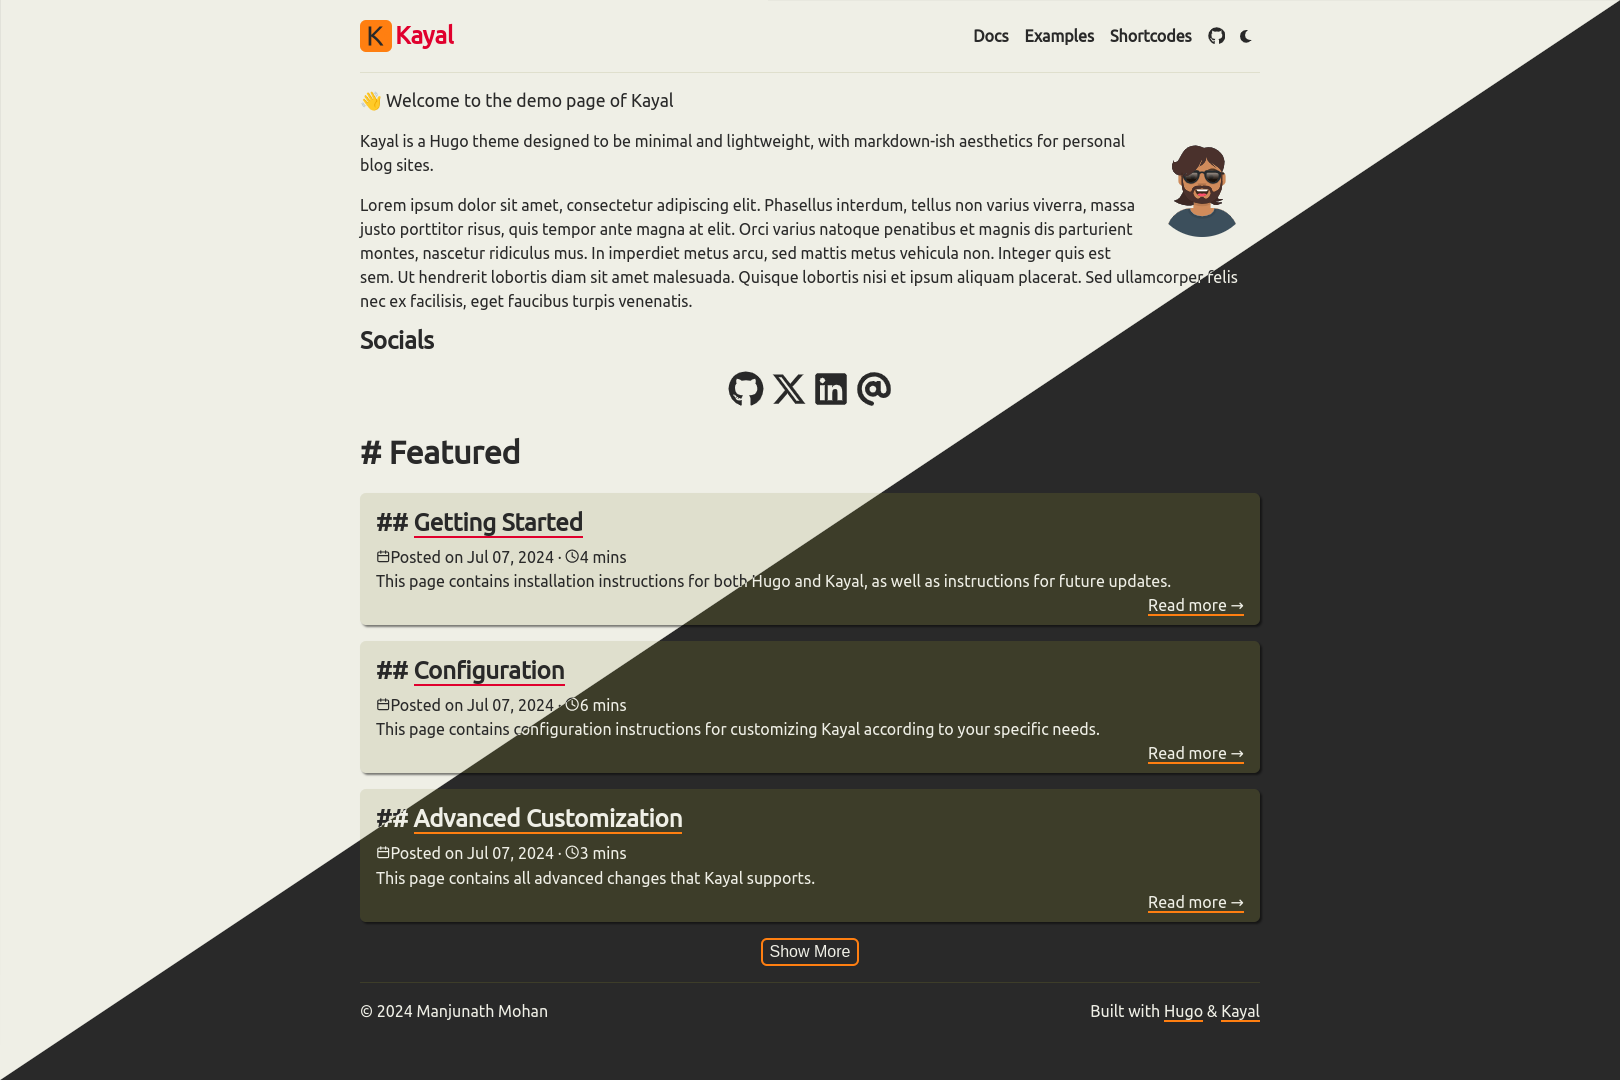 K Kayal
Docs Examples Shortcodes
👋 Welcome to the demo page of Kayal
Kayal is a Hugo theme designed to be minimal and lightweight, with markdown-ish aesthetics for personal
blog sites.
Lorem ipsum dolor sit amet, consectetur adipiscing elit. Phasellus interdum, tellus non varius viverra, massa
justo porttitor risus, quis tempor ante magna at elit. Orci varius natoque penatibus et magnis dis parturient
montes, nascetur ridiculus mus. In imperdiet metus arcu, sed mattis metus vehicula non. Integer quis est
sem. Ut hendrerit lobortis diam sit amet malesuada. Quisque lobortis nisi et ipsum aliquam placerat. Sed ullamcorper felis
nec ex facilisis, eget faucibus turpis venenatis.
Socials
# Featured
## Getting Started
Posted on Jul 07, 2024 · 4 mins
This page contains installation instructions for both Hugo and Kayal, as well as instructions for future updates.
Read more →
## Configuration
Posted on Jul 07, 2024 · 6 mins
This page contains configuration instructions for customizing Kayal according to your specific needs.
Read more →
## Advanced Customization
Posted on Jul 07, 2024 · 3 mins
This page contains all advanced changes that Kayal supports.
Read more →
Show More
© 2024 Manjunath Mohan
Built with Hugo & Kayal